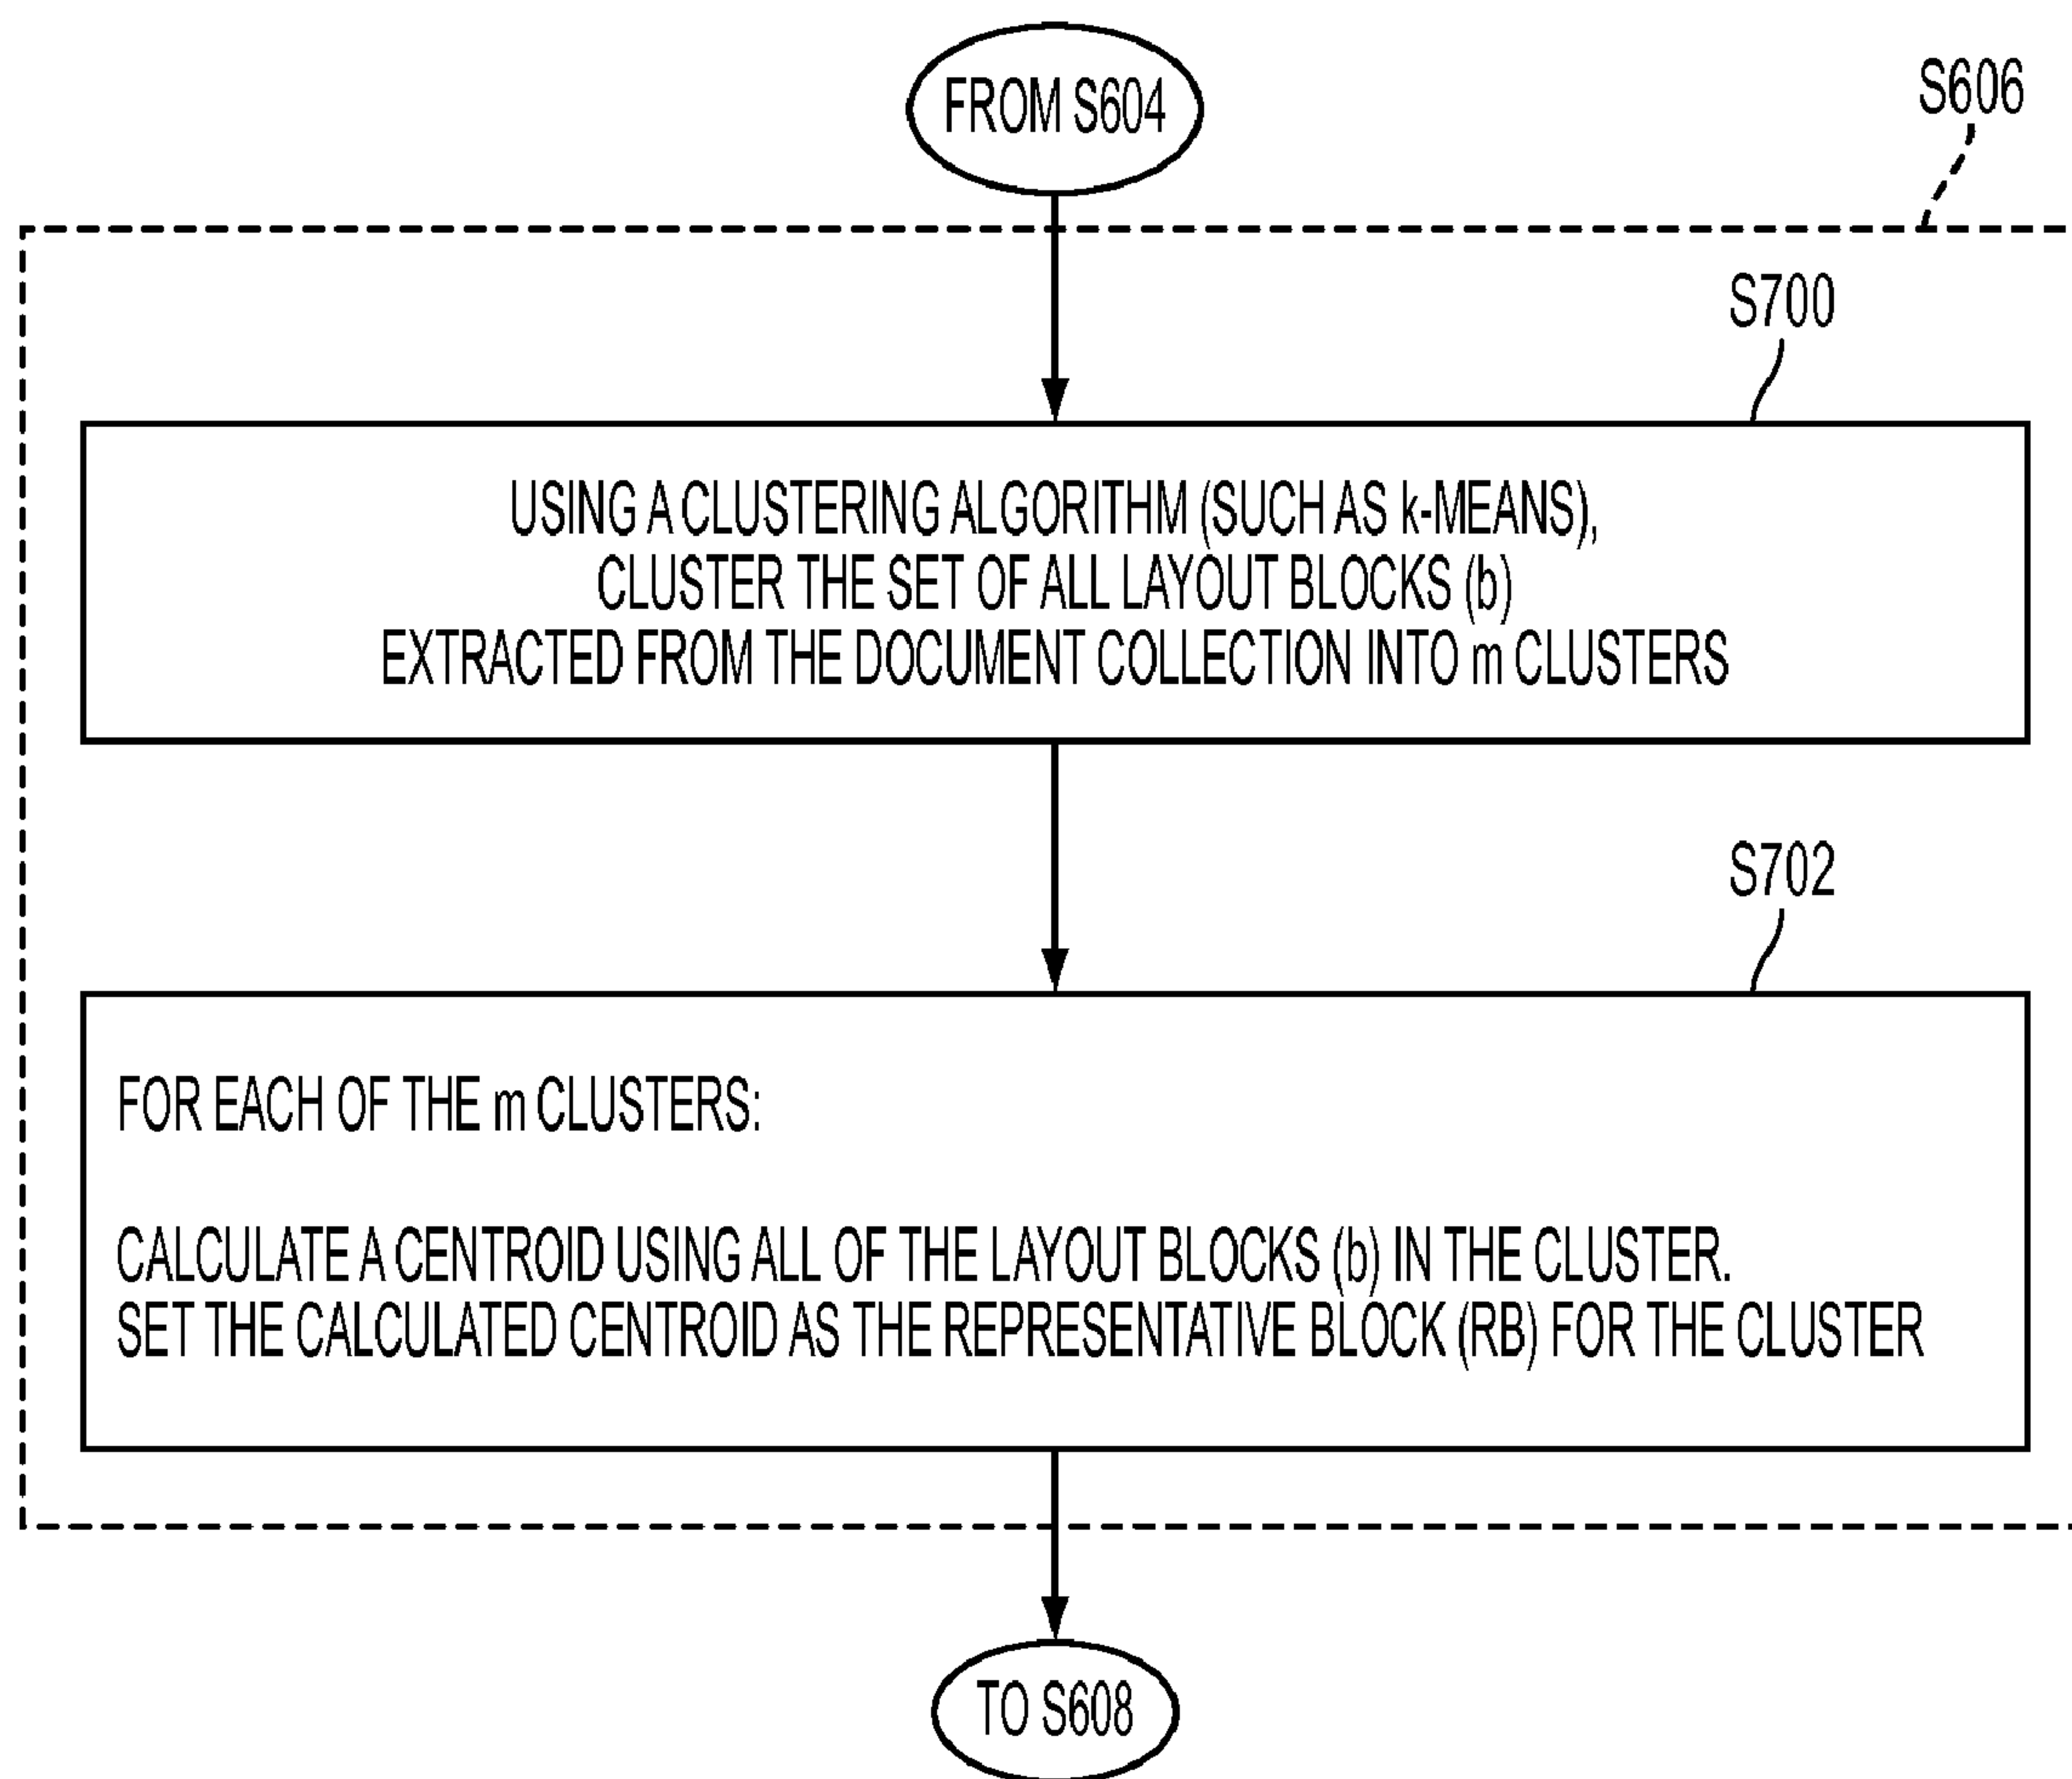 FROM S604
S606
S700
USING A CLUSTERING ALGORITHM (SUCH AS k-MEANS),
CLUSTER THE SET OF ALL LAYOUT BLOCKS (b)
EXTRACTED FROM THE DOCUMENT COLLECTION INTO m CLUSTERS
S702
FOR EACH OF THE m CLUSTERS:
CALCULATE A CENTROID USING ALL OF THE LAYOUT BLOCKS (b) IN THE CLUSTER.
SET THE CALCULATED CENTROID AS THE REPRESENTATIVE BLOCK (RB) FOR THE CLUSTER
TO S608